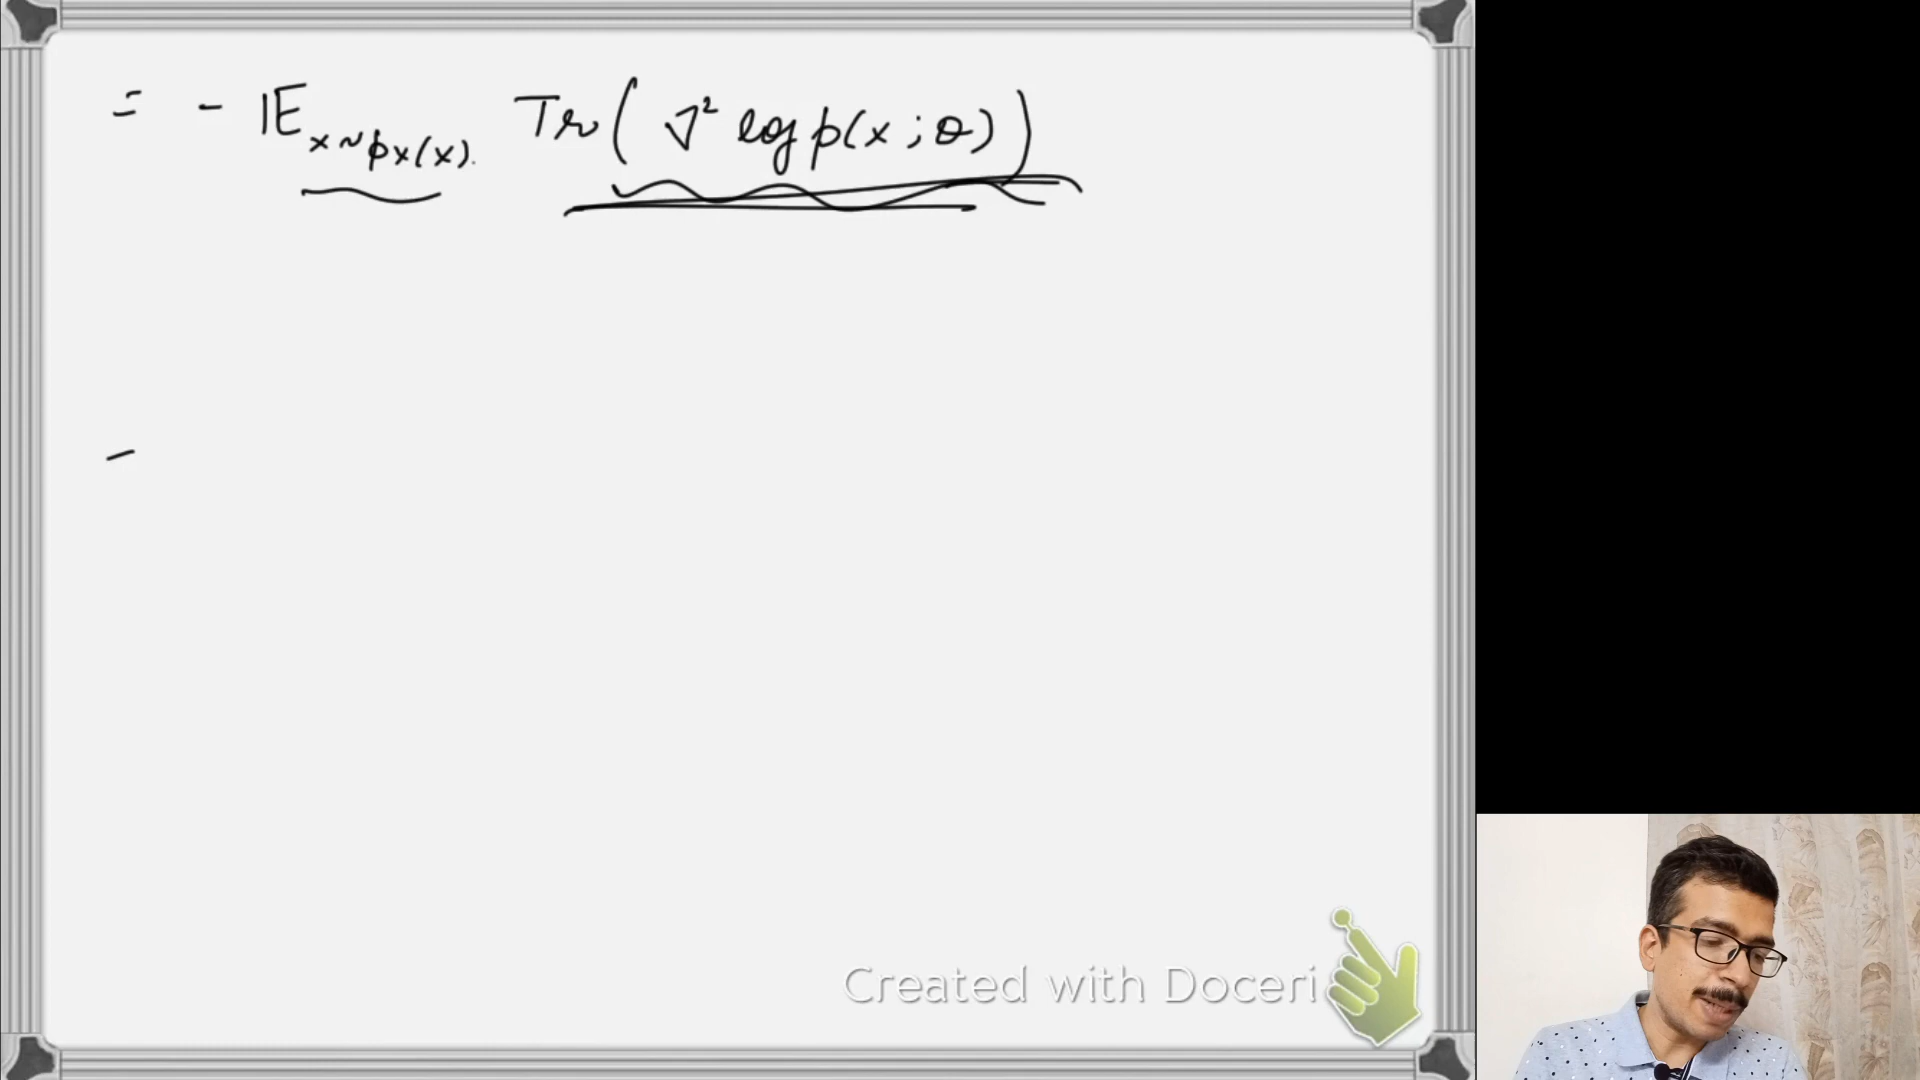 = - 𝔼_{x∼p_X(x)} Tr(∇² log p(x;θ))
Created with Doceri